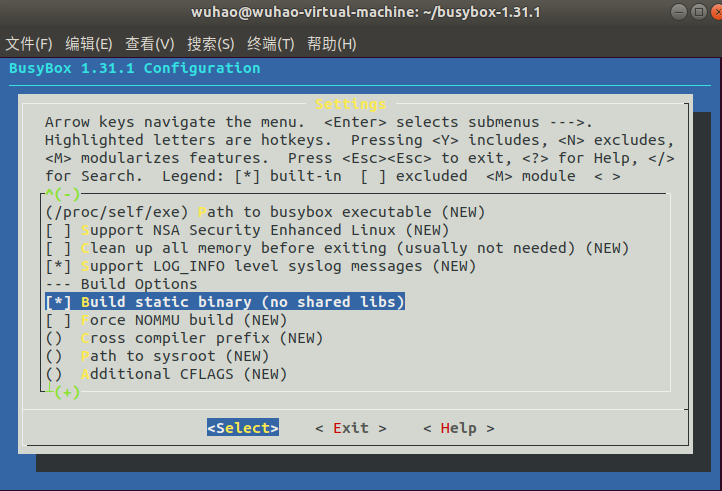 wuhao@wuhao-virtual-machine: ~/busybox-1.31.1
文件(F) 编辑(E) 查看(V) 搜索(S) 终端(T) 帮助(H)
BusyBox 1.31.1 Configuration
Settings
Arrow keys navigate the menu.  <Enter> selects submenus --->.
Highlighted letters are hotkeys.  Pressing <Y> includes, <N> excludes,
<M> modularizes features.  Press <Esc><Esc> to exit, <?> for Help, </>
for Search.  Legend: [*] built-in  [ ] excluded  <M> module  < >
^(-)
(/proc/self/exe) Path to busybox executable (NEW)
[ ] Support NSA Security Enhanced Linux (NEW)
[ ] Clean up all memory before exiting (usually not needed) (NEW)
[*] Support LOG_INFO level syslog messages (NEW)
--- Build Options
[*] Build static binary (no shared libs)
[ ] Force NOMMU build (NEW)
() Cross compiler prefix (NEW)
() Path to sysroot (NEW)
() Additional CFLAGS (NEW)
(+)
<Select> < Exit > < Help >